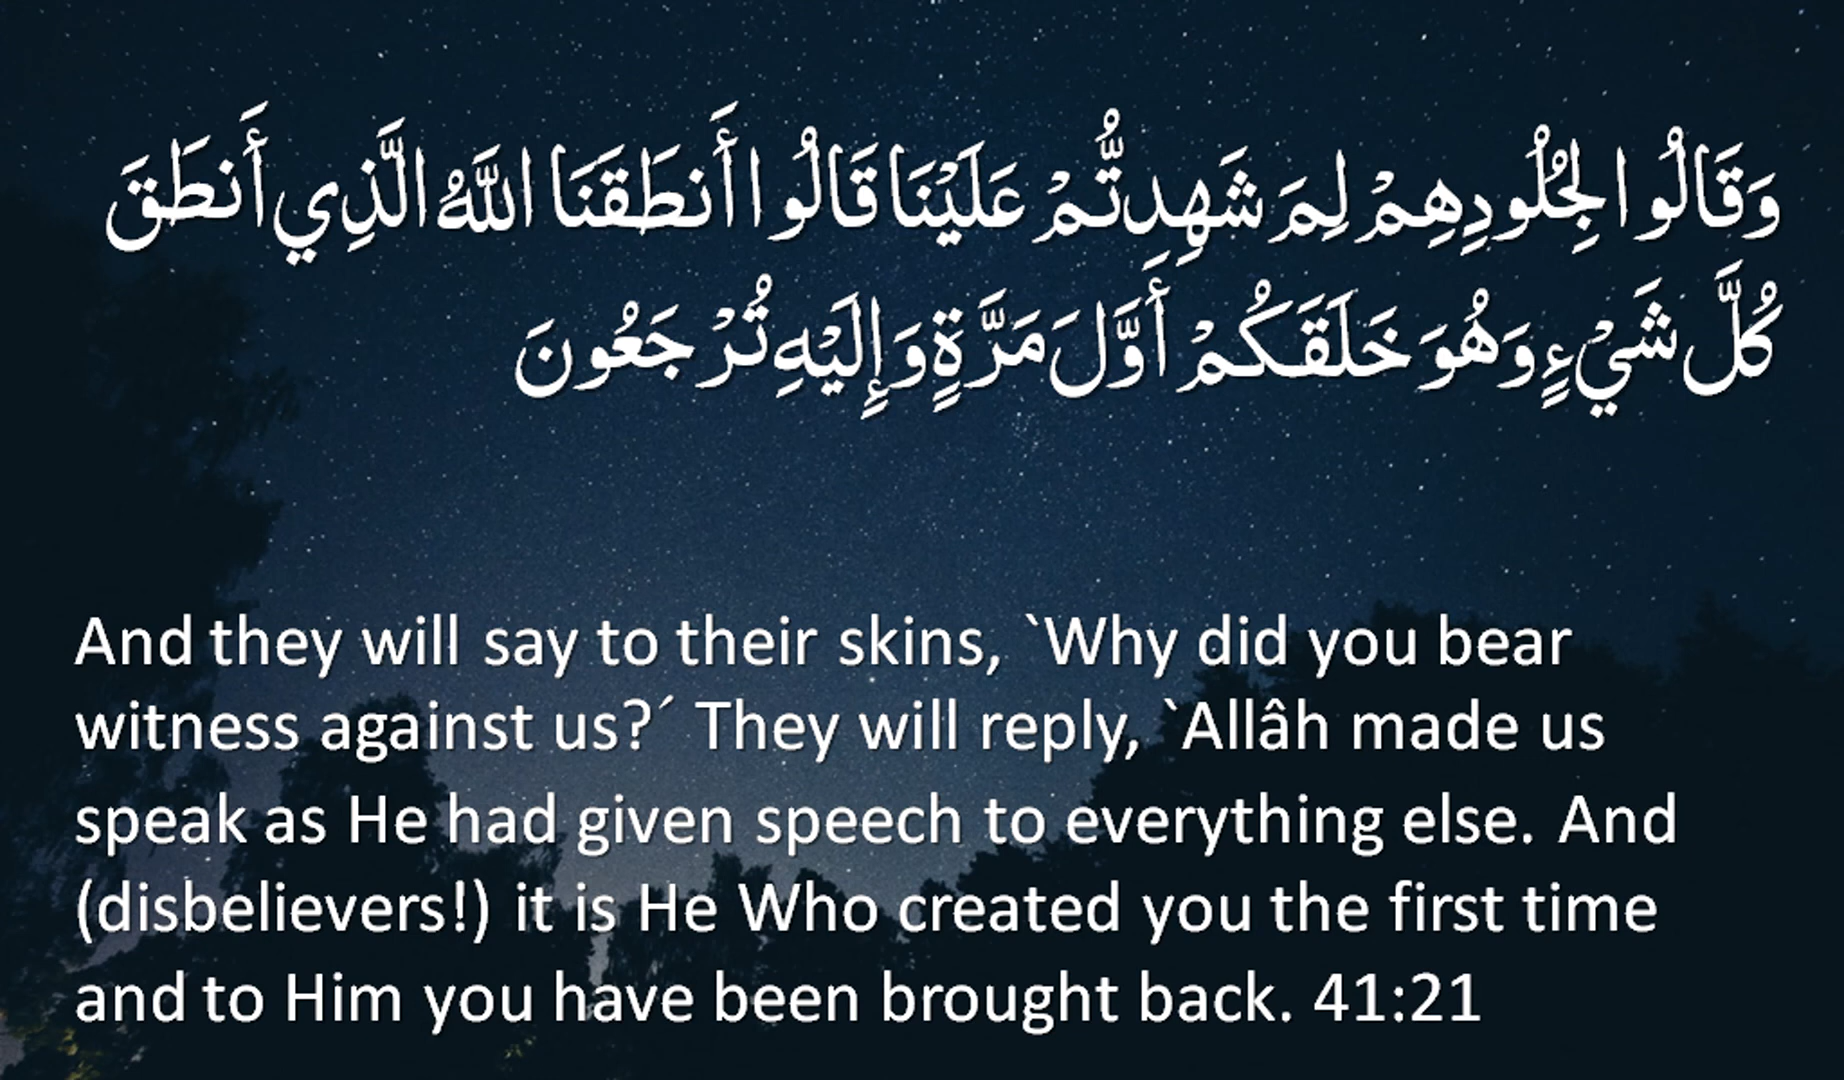 وَقَالُوا لِجُلُودِهِمْ لِمَ شَهِدِتُّمْ عَلَيْنَا قَالُوا أَنطَقَنَا اللَّهُ الَّذِي أَنطَقَ
كُلَّ شَيْءٍ وَهُوَ خَلَقَكُمْ أَوَّلَ مَرَّةٍ وَإِلَيْهِ تُرْجَعُونَ
And they will say to their skins, `Why did you bear
witness against us?´ They will reply, `Allâh made us
speak as He had given speech to everything else. And
(disbelievers!) it is He Who created you the first time
and to Him you have been brought back. 41:21